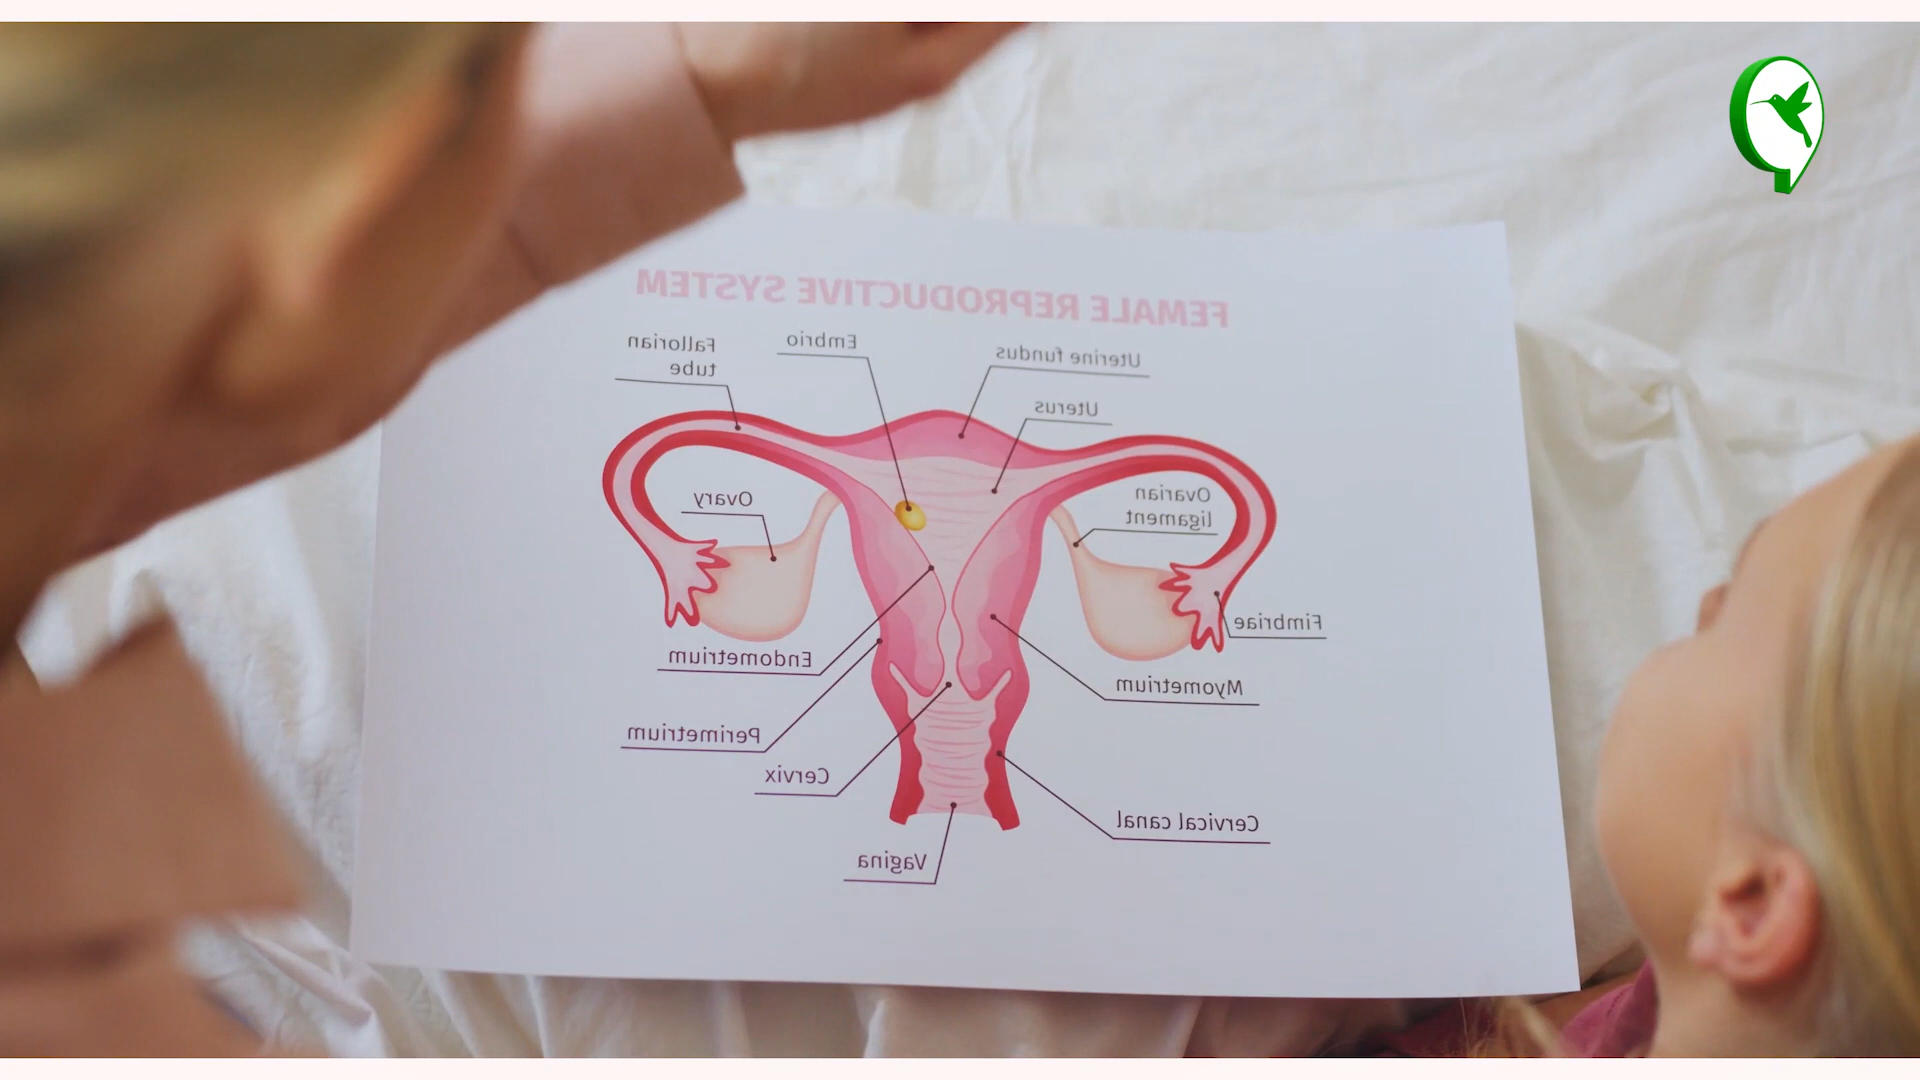 FEMALE REPRODUCTIVE SYSTEM
Fallorian
tube
Embrio
Uterine fundus
Uterus
Ovary
Ovarian
ligament
Fimbriae
Endometrium
Myometrium
Perimetrium
Cervix
Cervical canal
Vagina